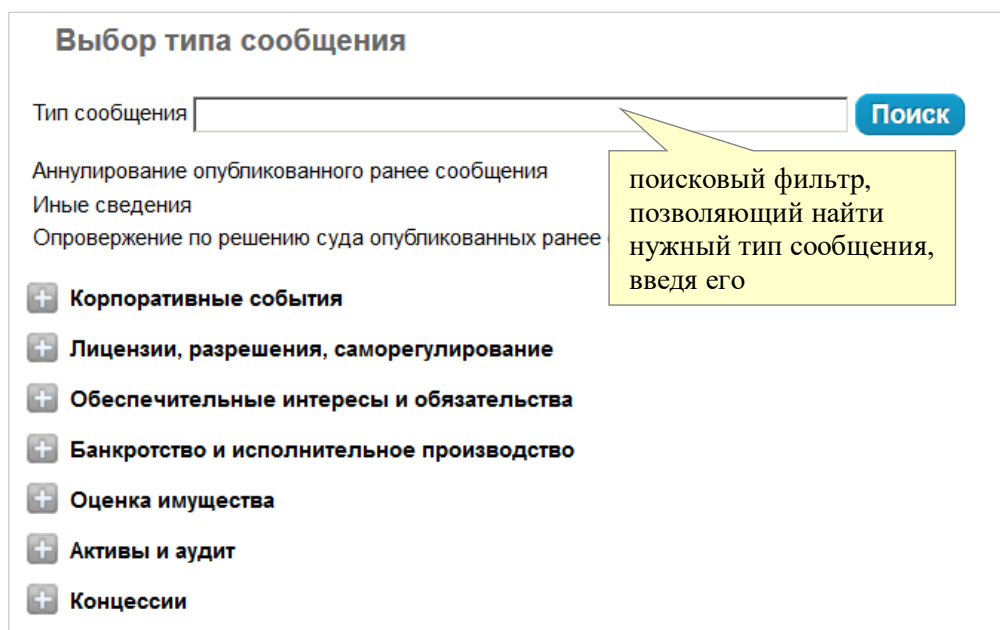 Выбор типа сообщения
Тип сообщения Поиск
Аннулирование опубликованного ранее сообщения
Иные сведения
Опровержение по решению суда опубликованных ранее
поисковый фильтр,
позволяющий найти
нужный тип сообщения,
введя его
Корпоративные события
Лицензии, разрешения, саморегулирование
Обеспечительные интересы и обязательства
Банкротство и исполнительное производство
Оценка имущества
Активы и аудит
Концессии